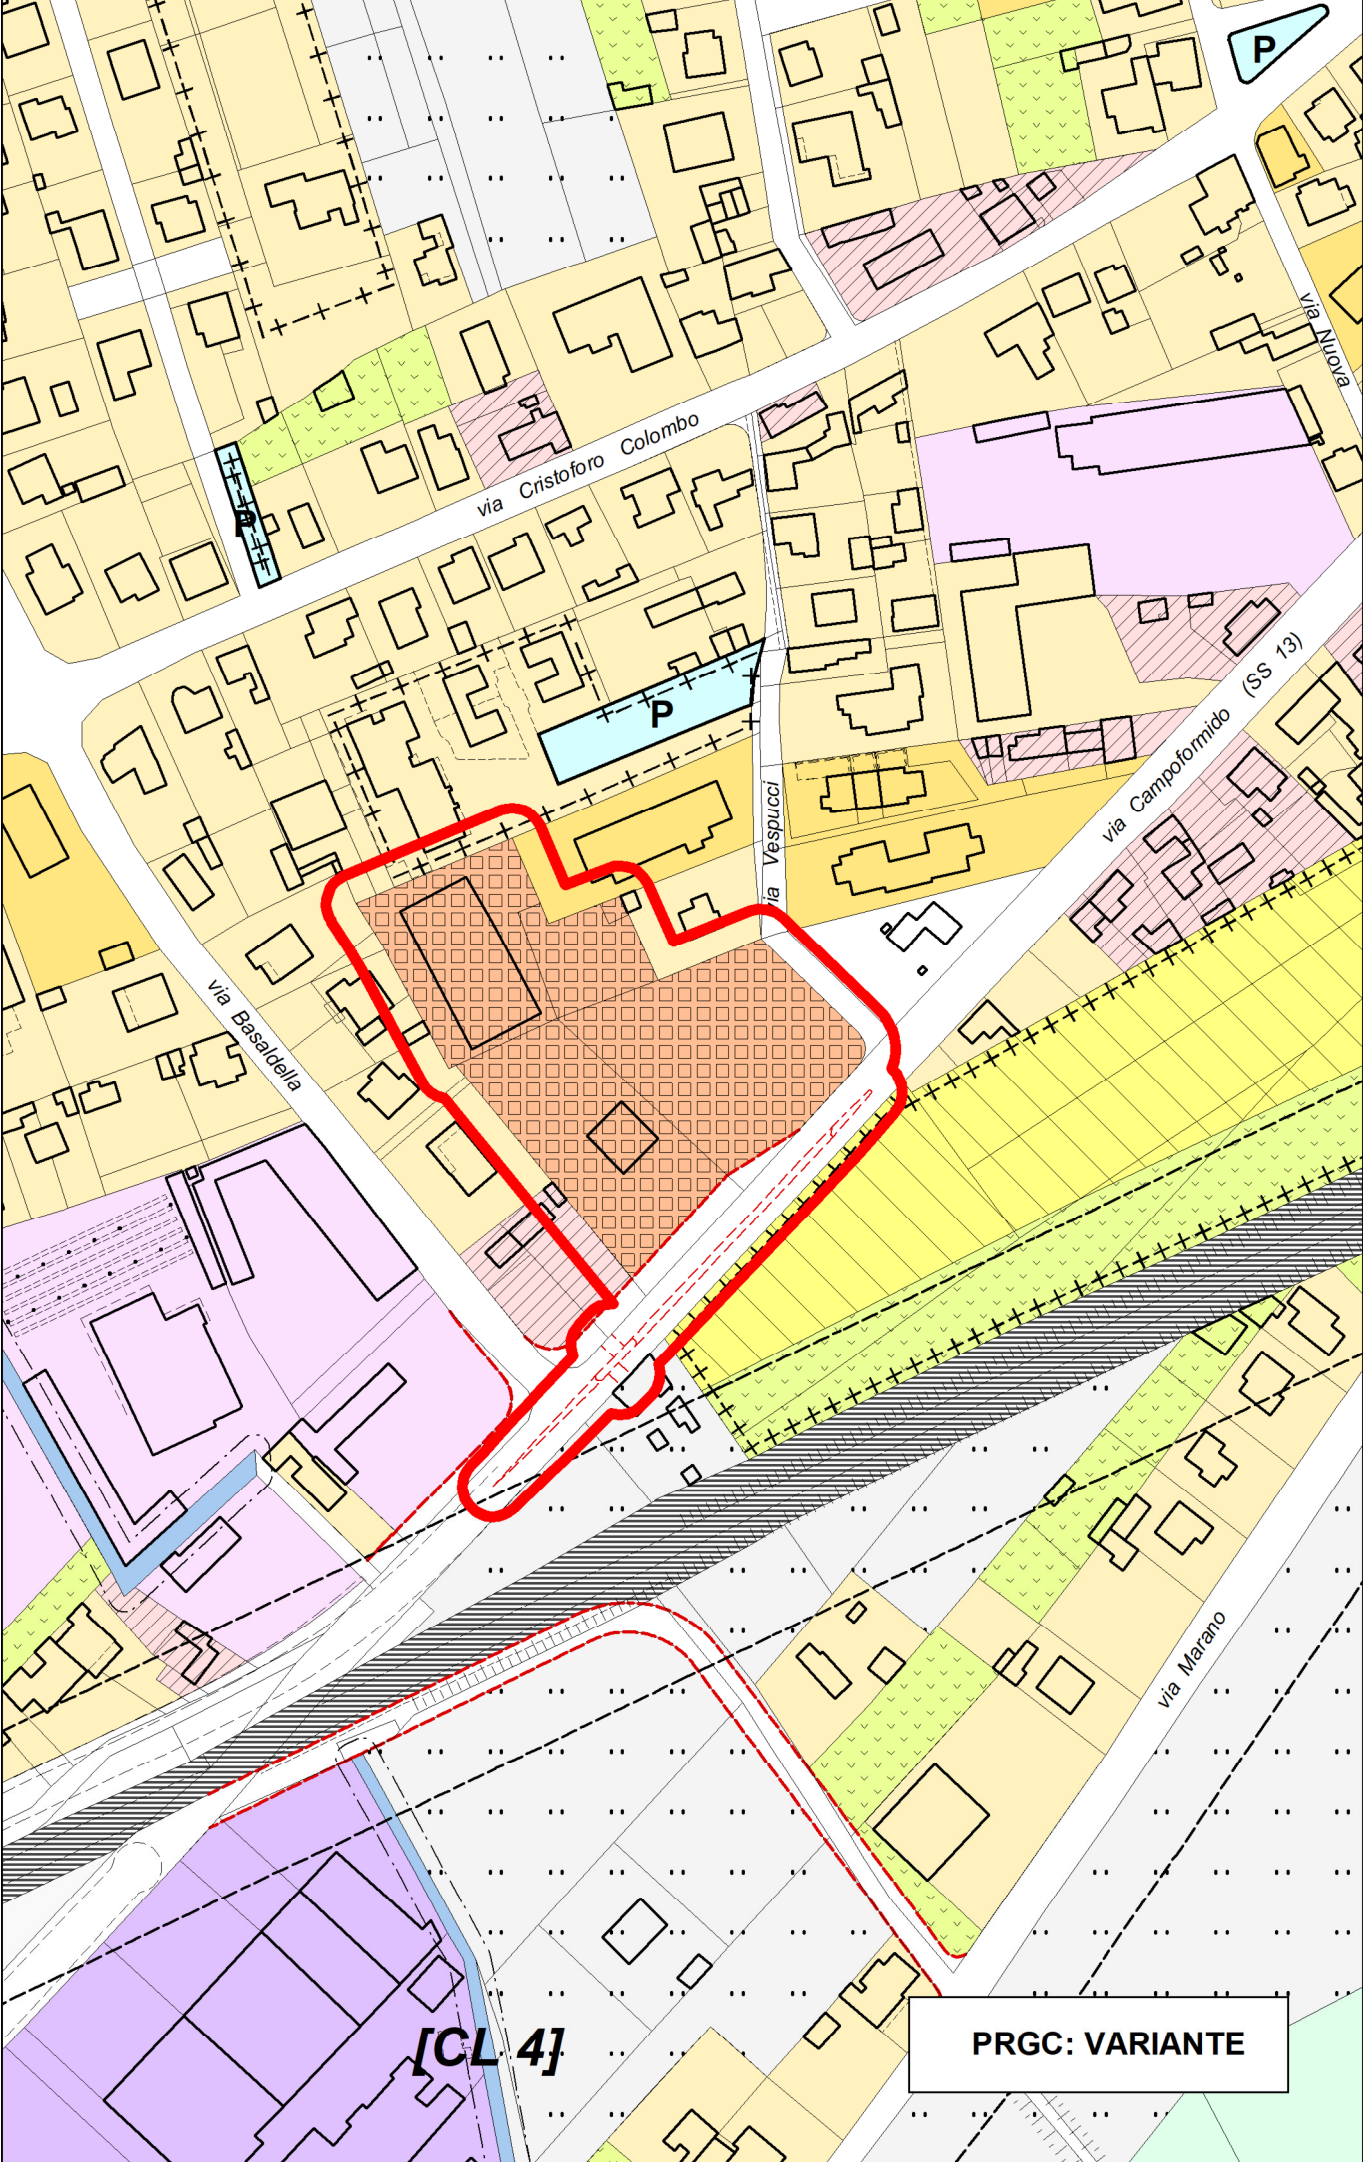 P
via Nuova
via Cristoforo Colombo
P
(SS 13)
P
via Campoformido
via Vespucci
via Basaldella
via Marano
[CL 4]
PRGC: VARIANTE